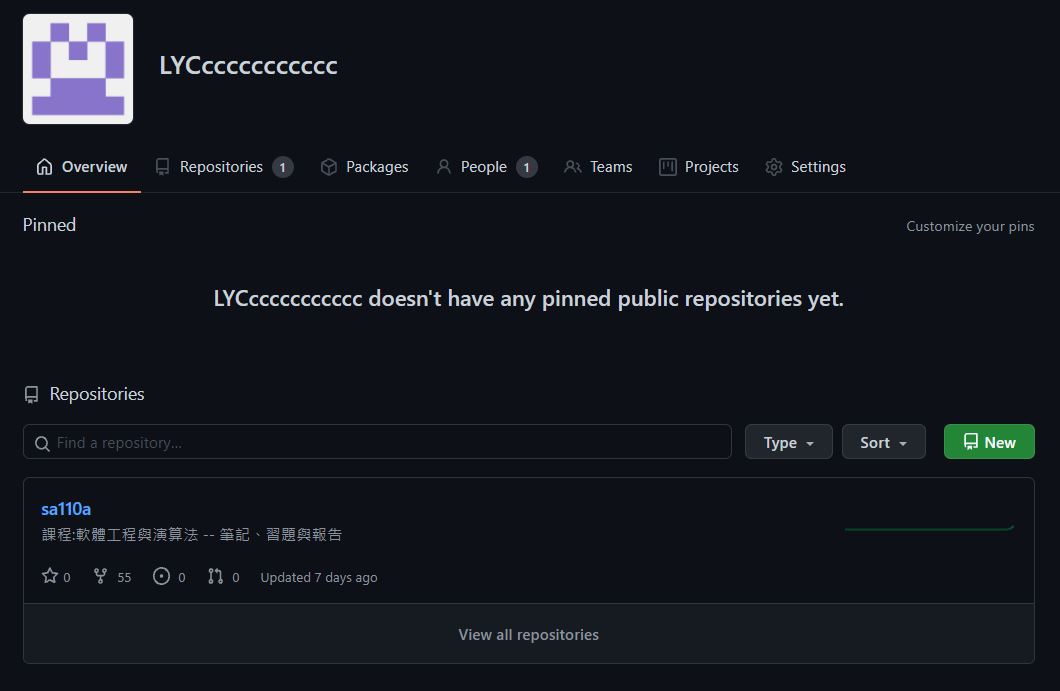 LYCcccccccccc
Overview Repositories 1 Packages People 1 Teams Projects Settings
Pinned Customize your pins
LYCcccccccccc doesn't have any pinned public repositories yet.
Repositories
Find a repository... Type Sort New
sa110a
課程:軟體工程與演算法 -- 筆記、習題與報告
0 55 0 0 Updated 7 days ago
View all repositories